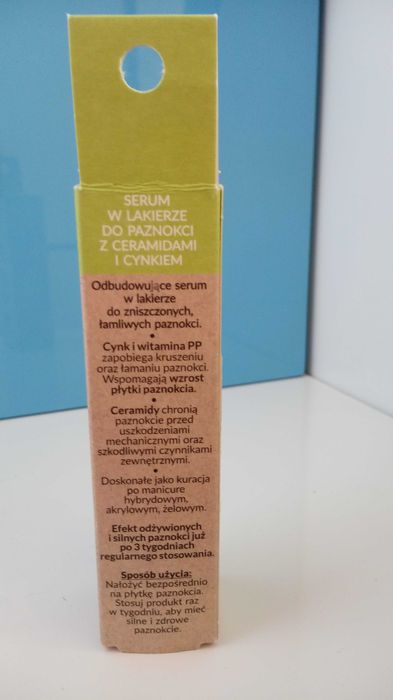 SERUM
W LAKIERZE
DO PAZNOKCI
Z CERAMIDAMI
I CYNKIEM
Odbudowujące serum
w lakierze
do zniszczonych,
łamliwych paznokci.
•
Cynk i witamina PP
zapobiega kruszeniu
oraz łamaniu paznokci.
Wspomagają wzrost
płytki paznokcia.
•
Ceramidy chronią
paznokcie przed
uszkodzeniami
mechanicznymi oraz
szkodliwymi czynnikami
zewnętrznymi.
•
Doskonałe jako kuracja
po manicure
hybrydowym,
akrylowym, żelowym.
•
Efekt odżywionych
i silnych paznokci już
po 3 tygodniach
regularnego stosowania.
Sposób użycia:
Nałożyć bezpośrednio
na płytkę paznokcia.
Stosuj produkt raz
w tygodniu, aby mieć
silne i zdrowe
paznokcie.